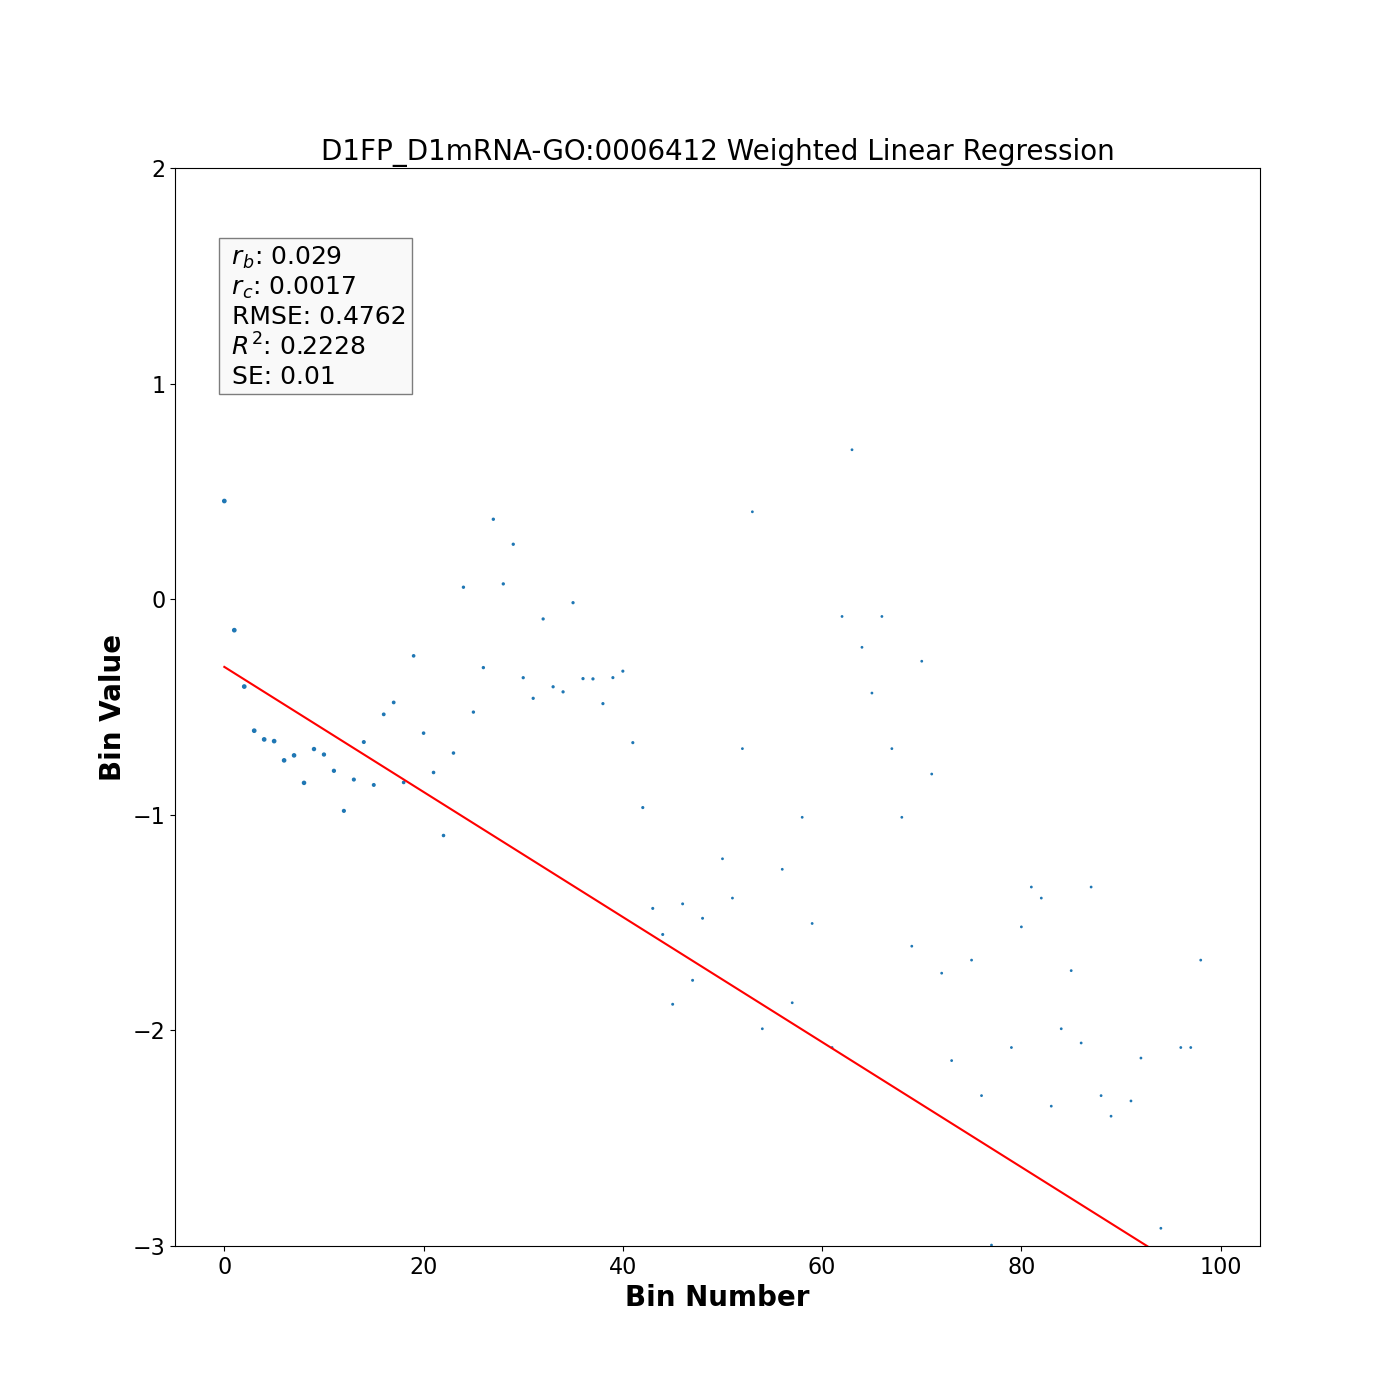 D1FP_D1mRNA-GO:0006412 Weighted Linear Regression
2
r_b: 0.029
r_c: 0.0017
RMSE: 0.4762
R²: 0.2228
SE: 0.01
1
0
−1
−2
−3
Bin Value
0 20 40 60 80 100
Bin Number